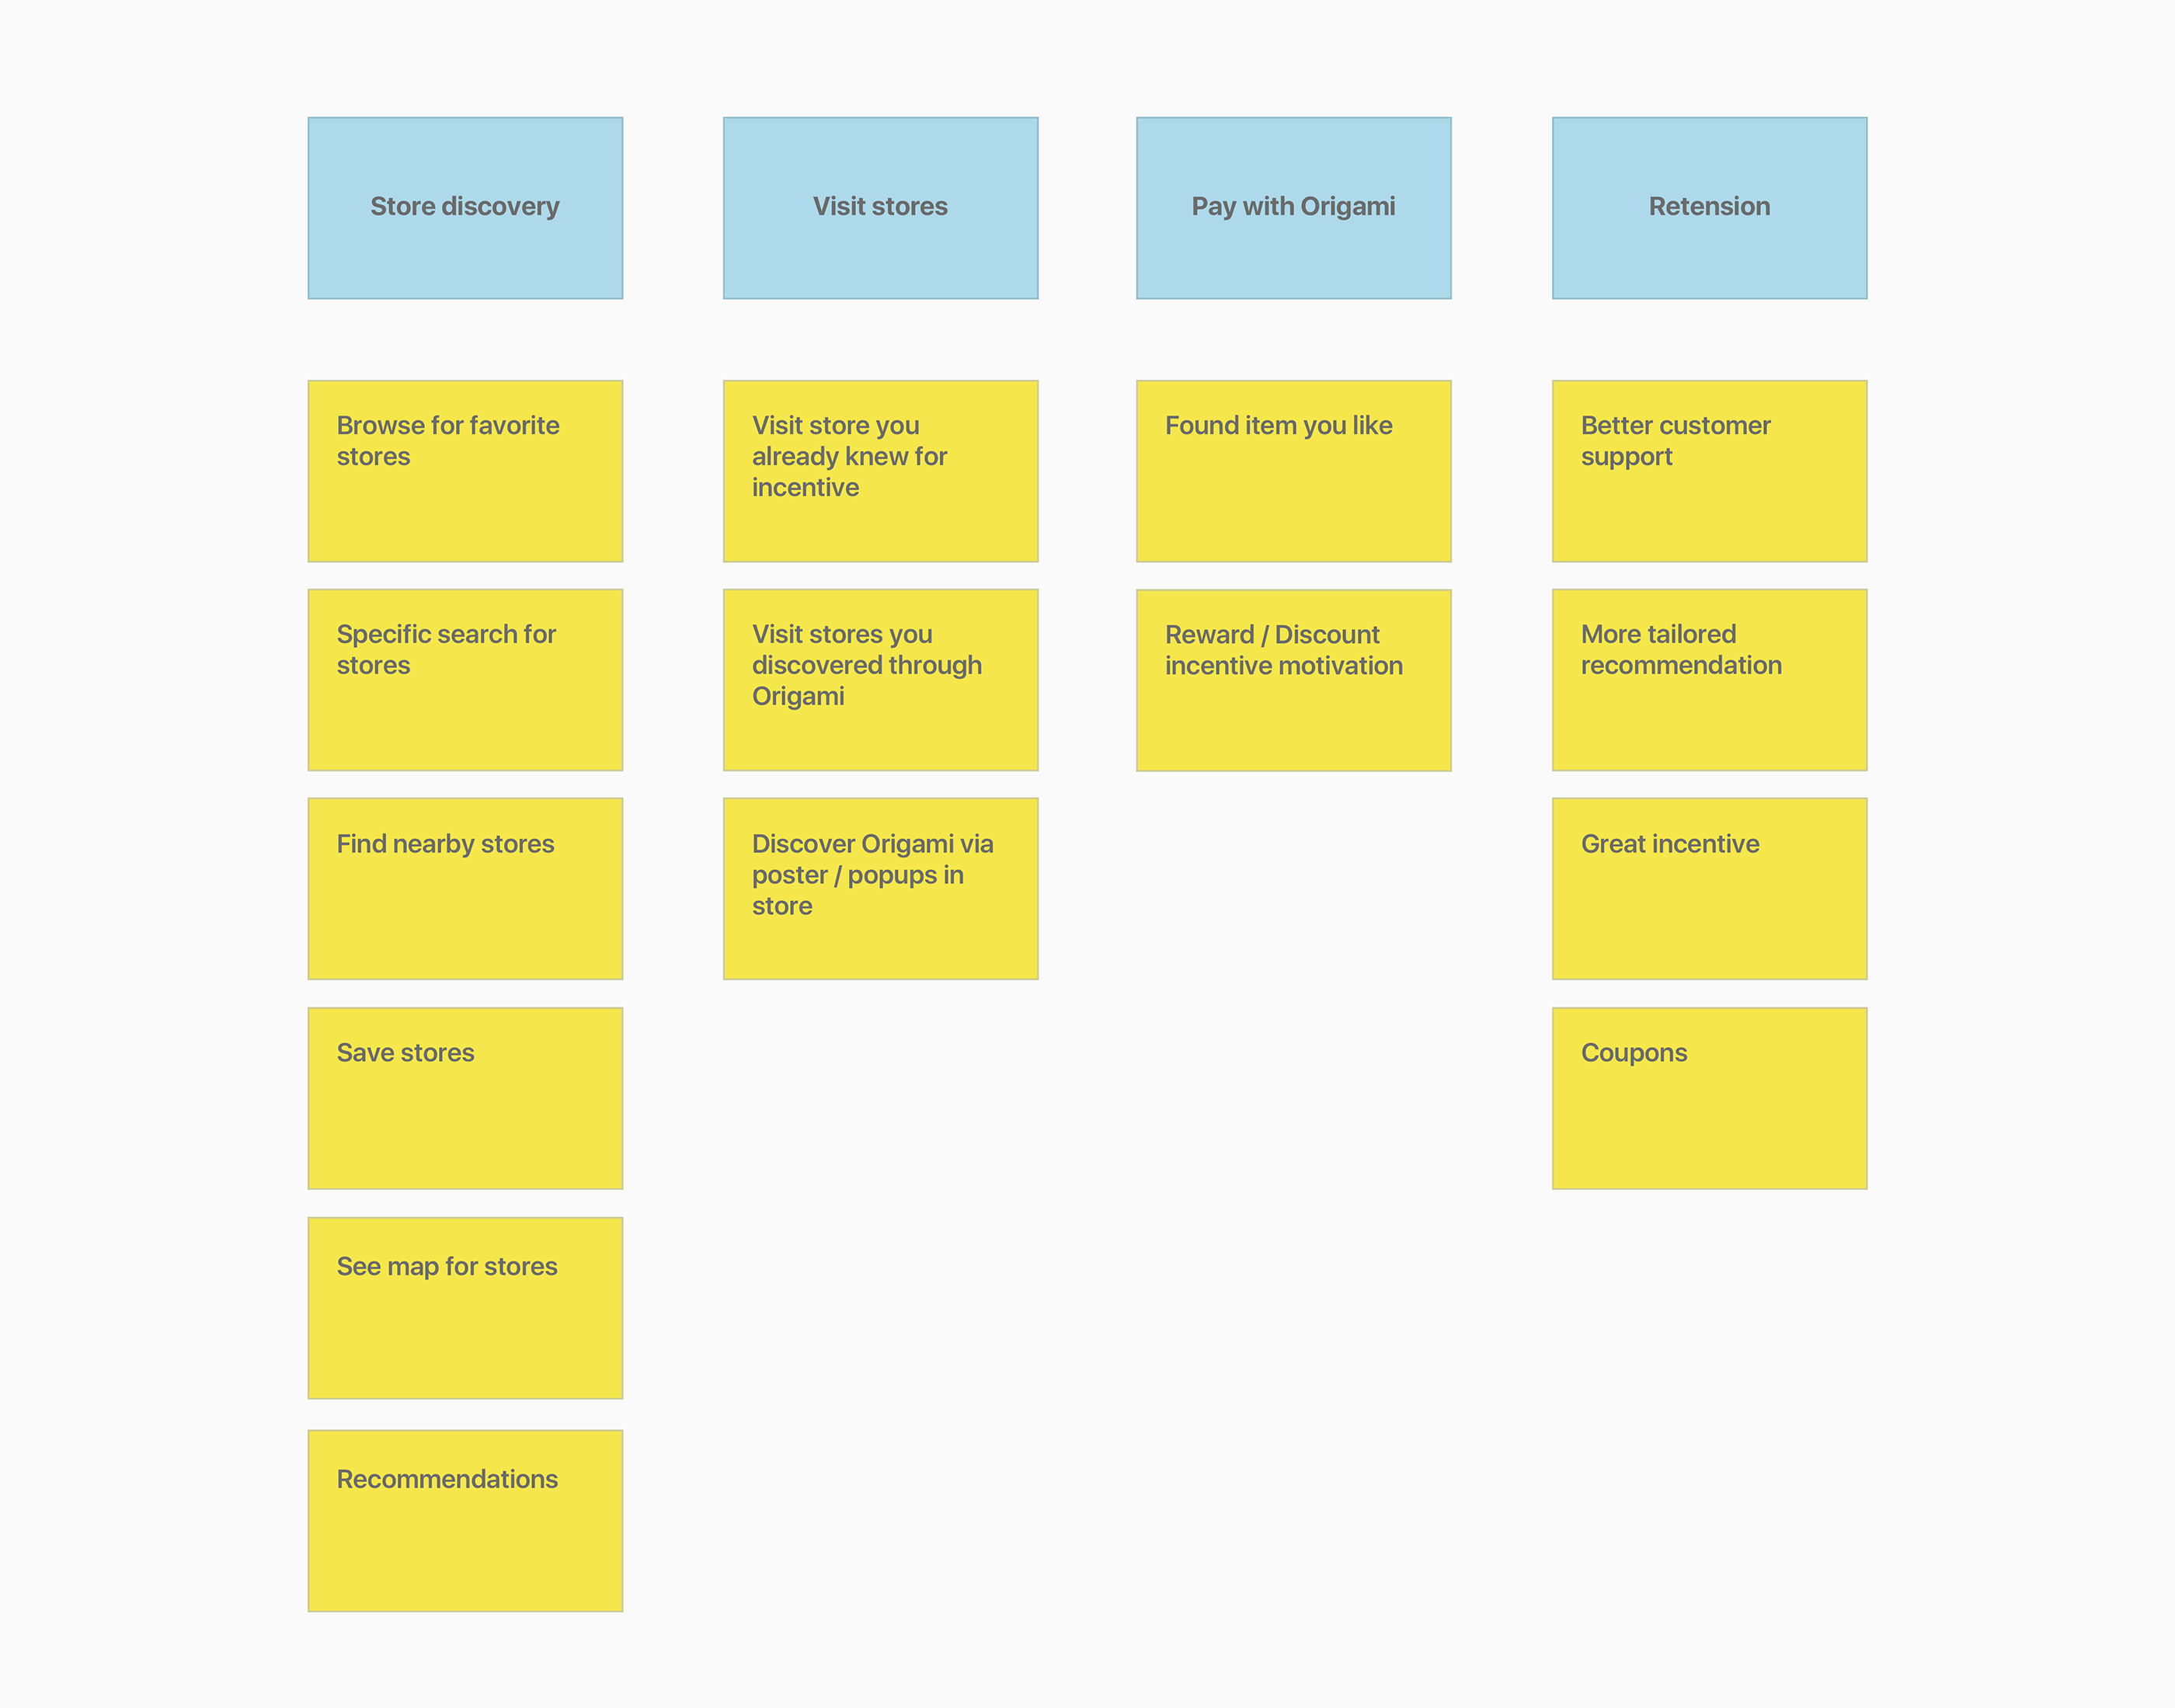 Store discovery
Visit stores
Pay with Origami
Retension
Browse for favorite
stores
Specific search for
stores
Find nearby stores
Save stores
See map for stores
Recommendations
Visit store you
already knew for
incentive
Visit stores you
discovered through
Origami
Discover Origami via
poster / popups in
store
Found item you like
Reward / Discount
incentive motivation
Better customer
support
More tailored
recommendation
Great incentive
Coupons